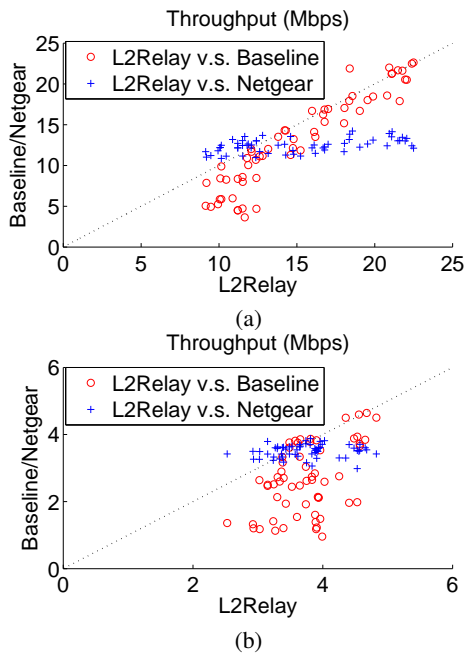 Throughput (Mbps)
25
L2Relay v.s. Baseline
20
L2Relay v.s. Netgear
15
10
5
0
Baseline/Netgear
0 5 10 15 20 25
L2Relay
(a)
Throughput (Mbps)
6
L2Relay v.s. Baseline
L2Relay v.s. Netgear
4
2
0
Baseline/Netgear
0 2 4 6
L2Relay
(b)